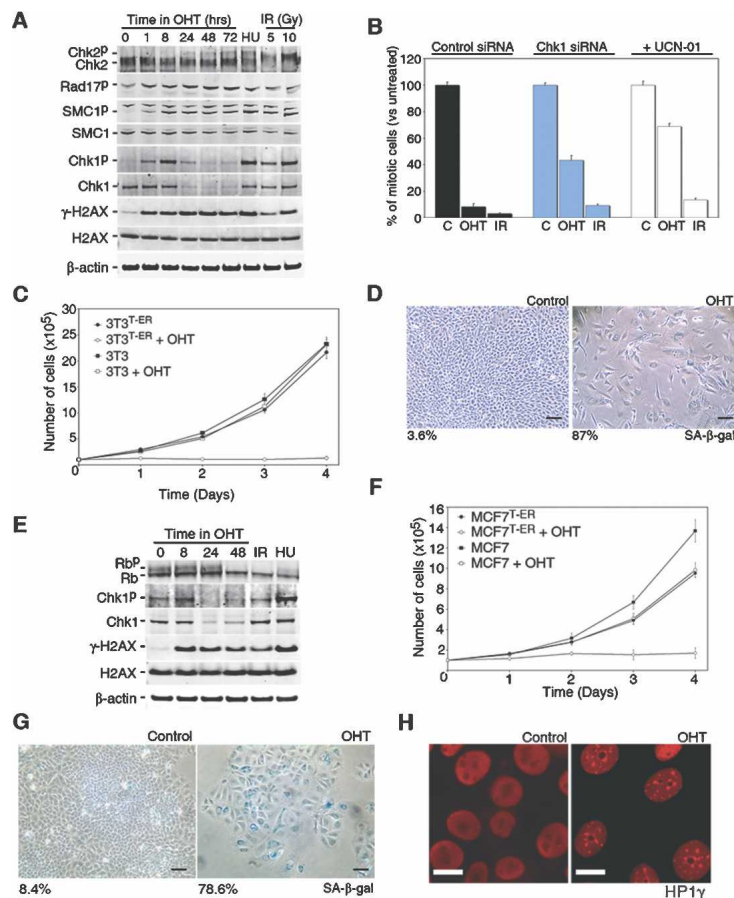 A
Time in OHT (hrs) IR (Gy)
0 1 8 24 48 72 HU 5 10
Chk2p
Chk2
Rad17p
SMC1p
SMC1
Chk1p
Chk1
γ-H2AX
H2AX
β-actin
B
Control siRNA Chk1 siRNA + UCN-01
% of mitotic cells (vs untreated)
120
100
80
60
40
20
0
C OHT IR C OHT IR C OHT IR
C
Number of cells (x10⁵)
30
25
20
15
10
5
3T3T-ER
3T3T-ER + OHT
3T3
3T3 + OHT
0 1 2 3 4
Time (Days)
D
Control OHT
3.6% 87% SA-β-gal
E
Time in OHT
0 8 24 48 IR HU
Rbp
Rb
Chk1p
Chk1
γ-H2AX
H2AX
β-actin
F
Number of cells (x10⁵)
16
14
12
10
8
6
4
2
MCF7T-ER
MCF7T-ER + OHT
MCF7
MCF7 + OHT
0 1 2 3 4
Time (Days)
G
Control OHT
8.4% 78.6% SA-β-gal
H
Control OHT
HP1γ